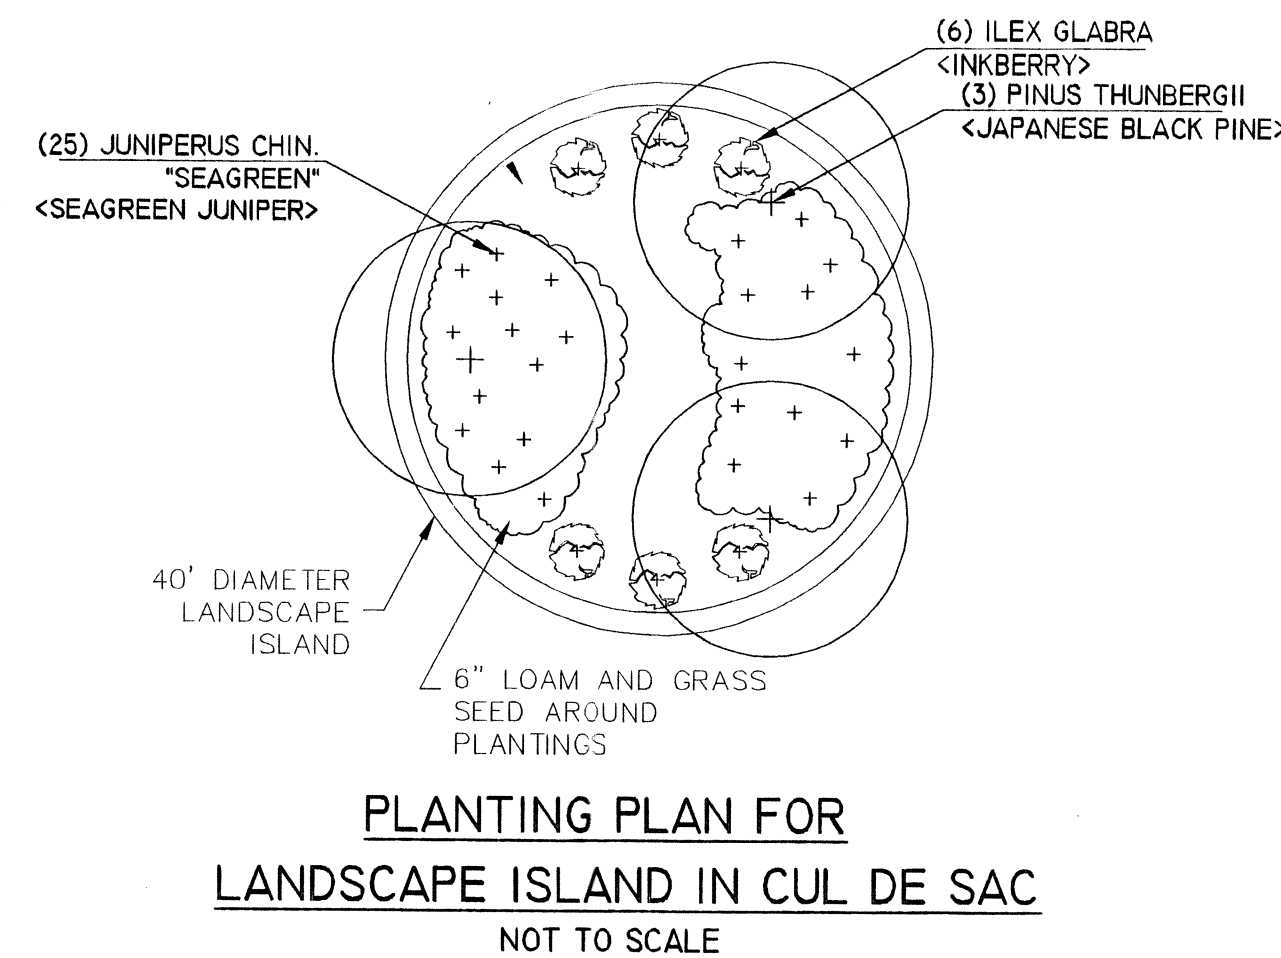 (6) ILEX GLABRA
<INKBERRY>
(3) PINUS THUNBERGII
<JAPANESE BLACK PINE>
(25) JUNIPERUS CHIN.
"SEAGREEN"
<SEAGREEN JUNIPER>
40' DIAMETER
LANDSCAPE
ISLAND
6" LOAM AND GRASS
SEED AROUND
PLANTINGS
PLANTING PLAN FOR
LANDSCAPE ISLAND IN CUL DE SAC
NOT TO SCALE